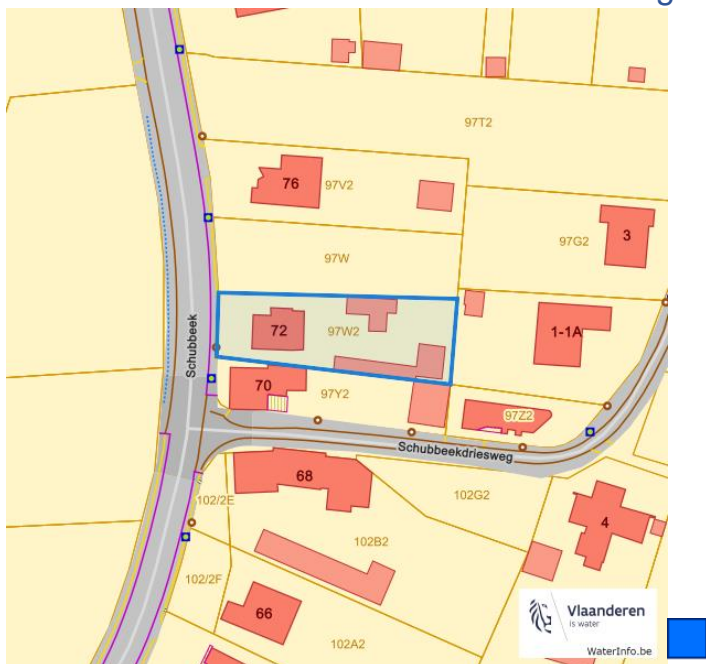 g
97T2
76
97V2
3
97G2
97W
Schubbeek
72
97W2
1-1A
70
97Y2
97Z2
Schubbeekdriesweg
68
102/2E
102G2
4
102B2
102/2F
66
102A2
Vlaanderen
is water
WaterInfo.be